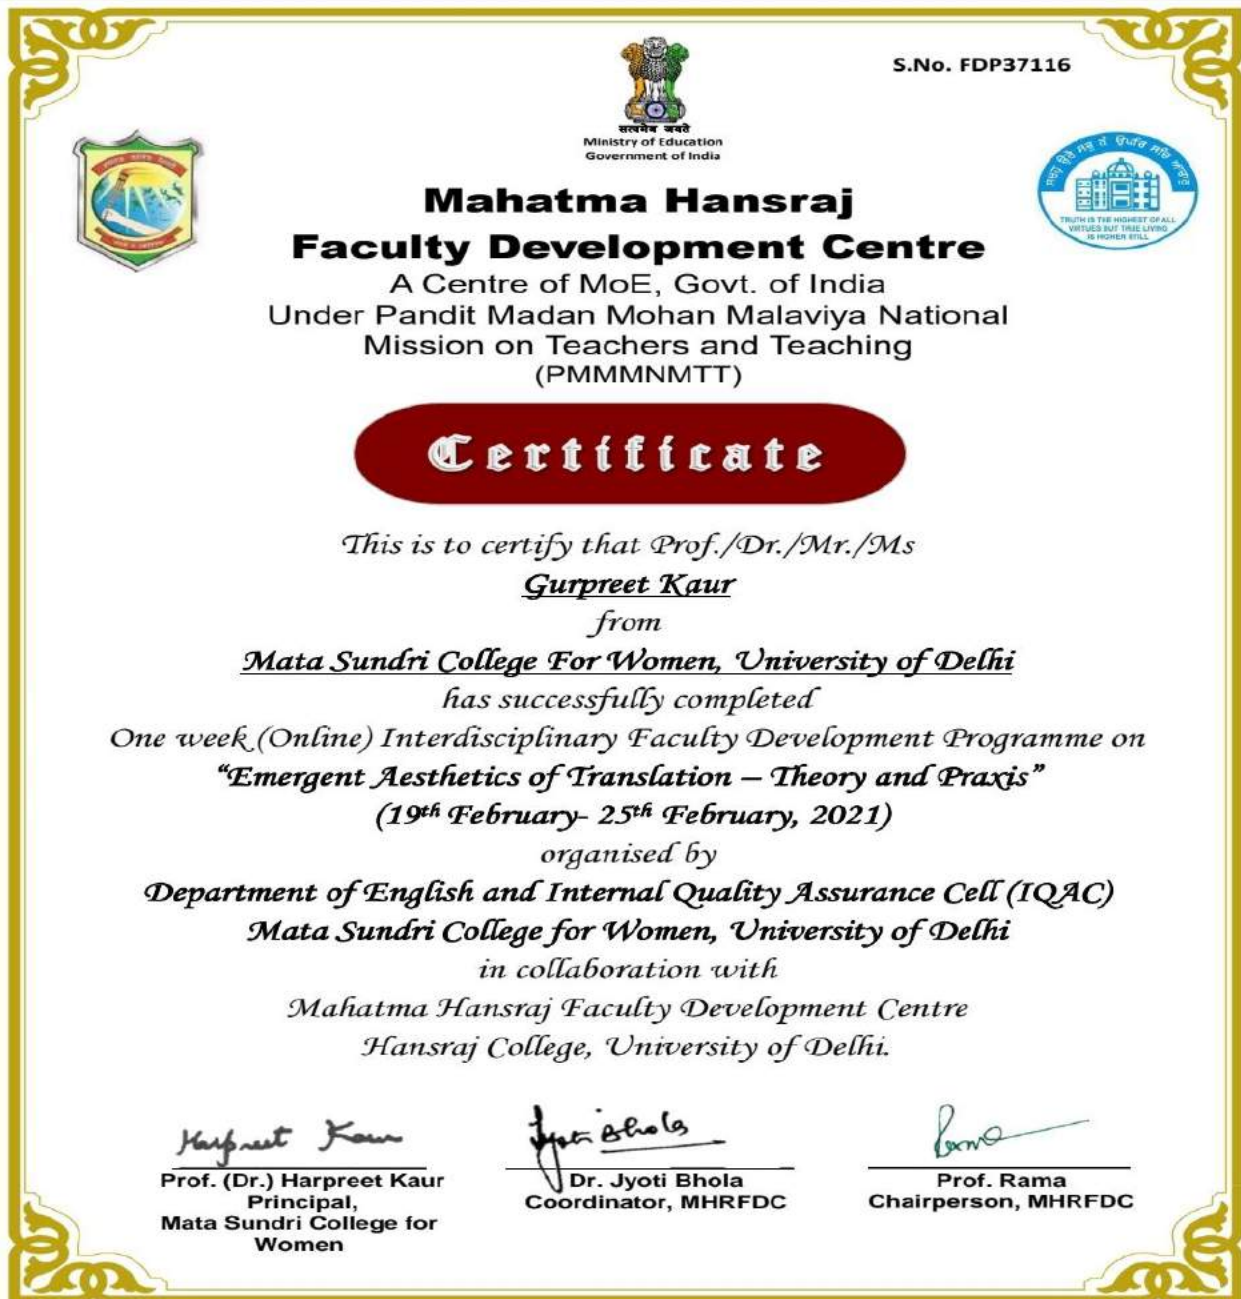 S.No. FDP37116
सत्यमेव जयते
Ministry of Education
Government of India
TRUTH IS THE HIGHEST OF ALL
VIRTUES BUT TRUE LIVING
IS HIGHER STILL
Mahatma Hansraj
Faculty Development Centre
A Centre of MoE, Govt. of India
Under Pandit Madan Mohan Malaviya National
Mission on Teachers and Teaching
(PMMMNMTT)
Certificate
This is to certify that Prof./Dr./Mr./Ms
Gurpreet Kaur
from
Mata Sundri College For Women, University of Delhi
has successfully completed
One week (Online) Interdisciplinary Faculty Development Programme on
“Emergent Aesthetics of Translation – Theory and Praxis”
(19th February- 25th February, 2021)
organised by
Department of English and Internal Quality Assurance Cell (IQAC)
Mata Sundri College for Women, University of Delhi
in collaboration with
Mahatma Hansraj Faculty Development Centre
Hansraj College, University of Delhi.
Harpreet Kaur
Prof. (Dr.) Harpreet Kaur
Principal,
Mata Sundri College for
Women
Jyoti Bhola
Dr. Jyoti Bhola
Coordinator, MHRFDC
Rama
Prof. Rama
Chairperson, MHRFDC